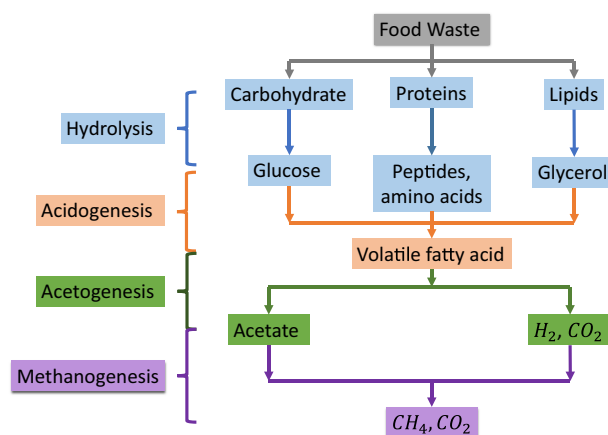 Food Waste
Carbohydrate
Proteins
Lipids
Hydrolysis
Glucose
Peptides,
amino acids
Glycerol
Acidogenesis
Volatile fatty acid
Acetogenesis
Acetate
H₂, CO₂
Methanogenesis
CH₄, CO₂